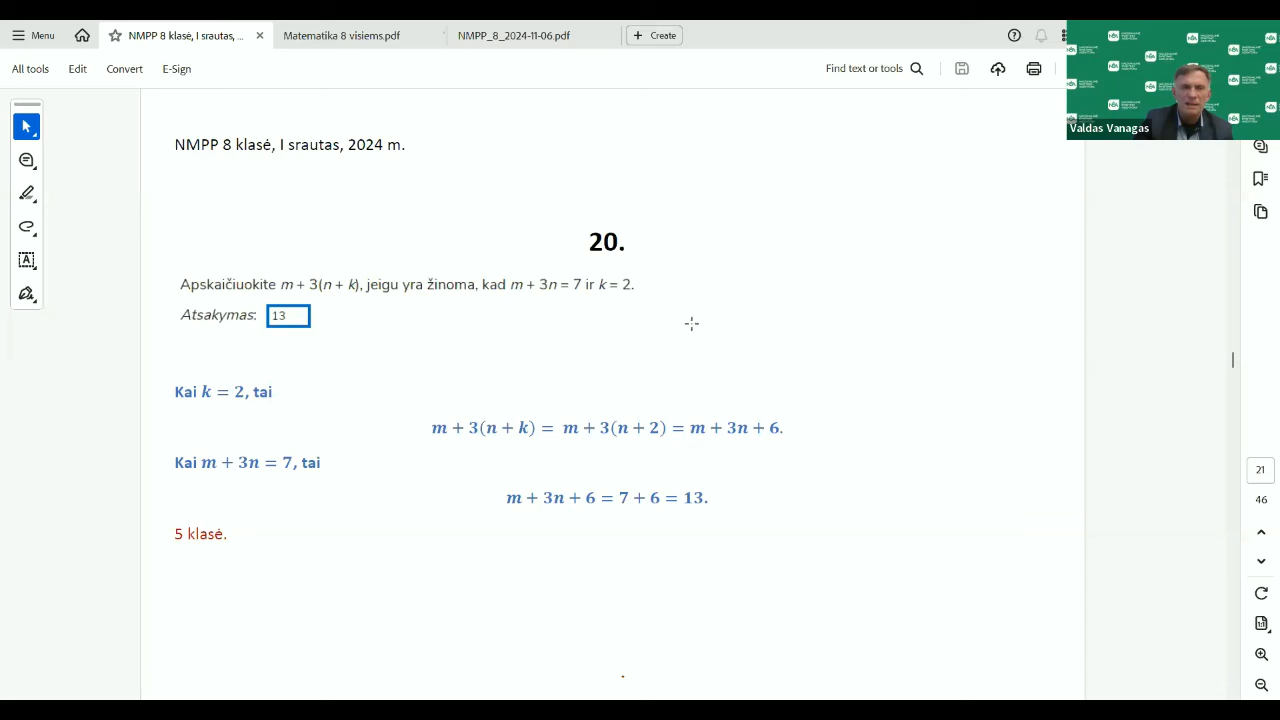 Menu
NMPP 8 klasė, I srautas, ...
Matematika 8 visiems.pdf
NMPP_8_2024-11-06.pdf
Create
All tools
Edit
Convert
E-Sign
Find text or tools
Valdas Vanagas
NMPP 8 klasė, I srautas, 2024 m.
20.
Apskaičiuokite m + 3(n + k), jeigu yra žinoma, kad m + 3n = 7 ir k = 2.
Atsakymas: 13
Kai k = 2, tai
m + 3(n + k) = m + 3(n + 2) = m + 3n + 6.
Kai m + 3n = 7, tai
m + 3n + 6 = 7 + 6 = 13.
5 klasė.
21
46